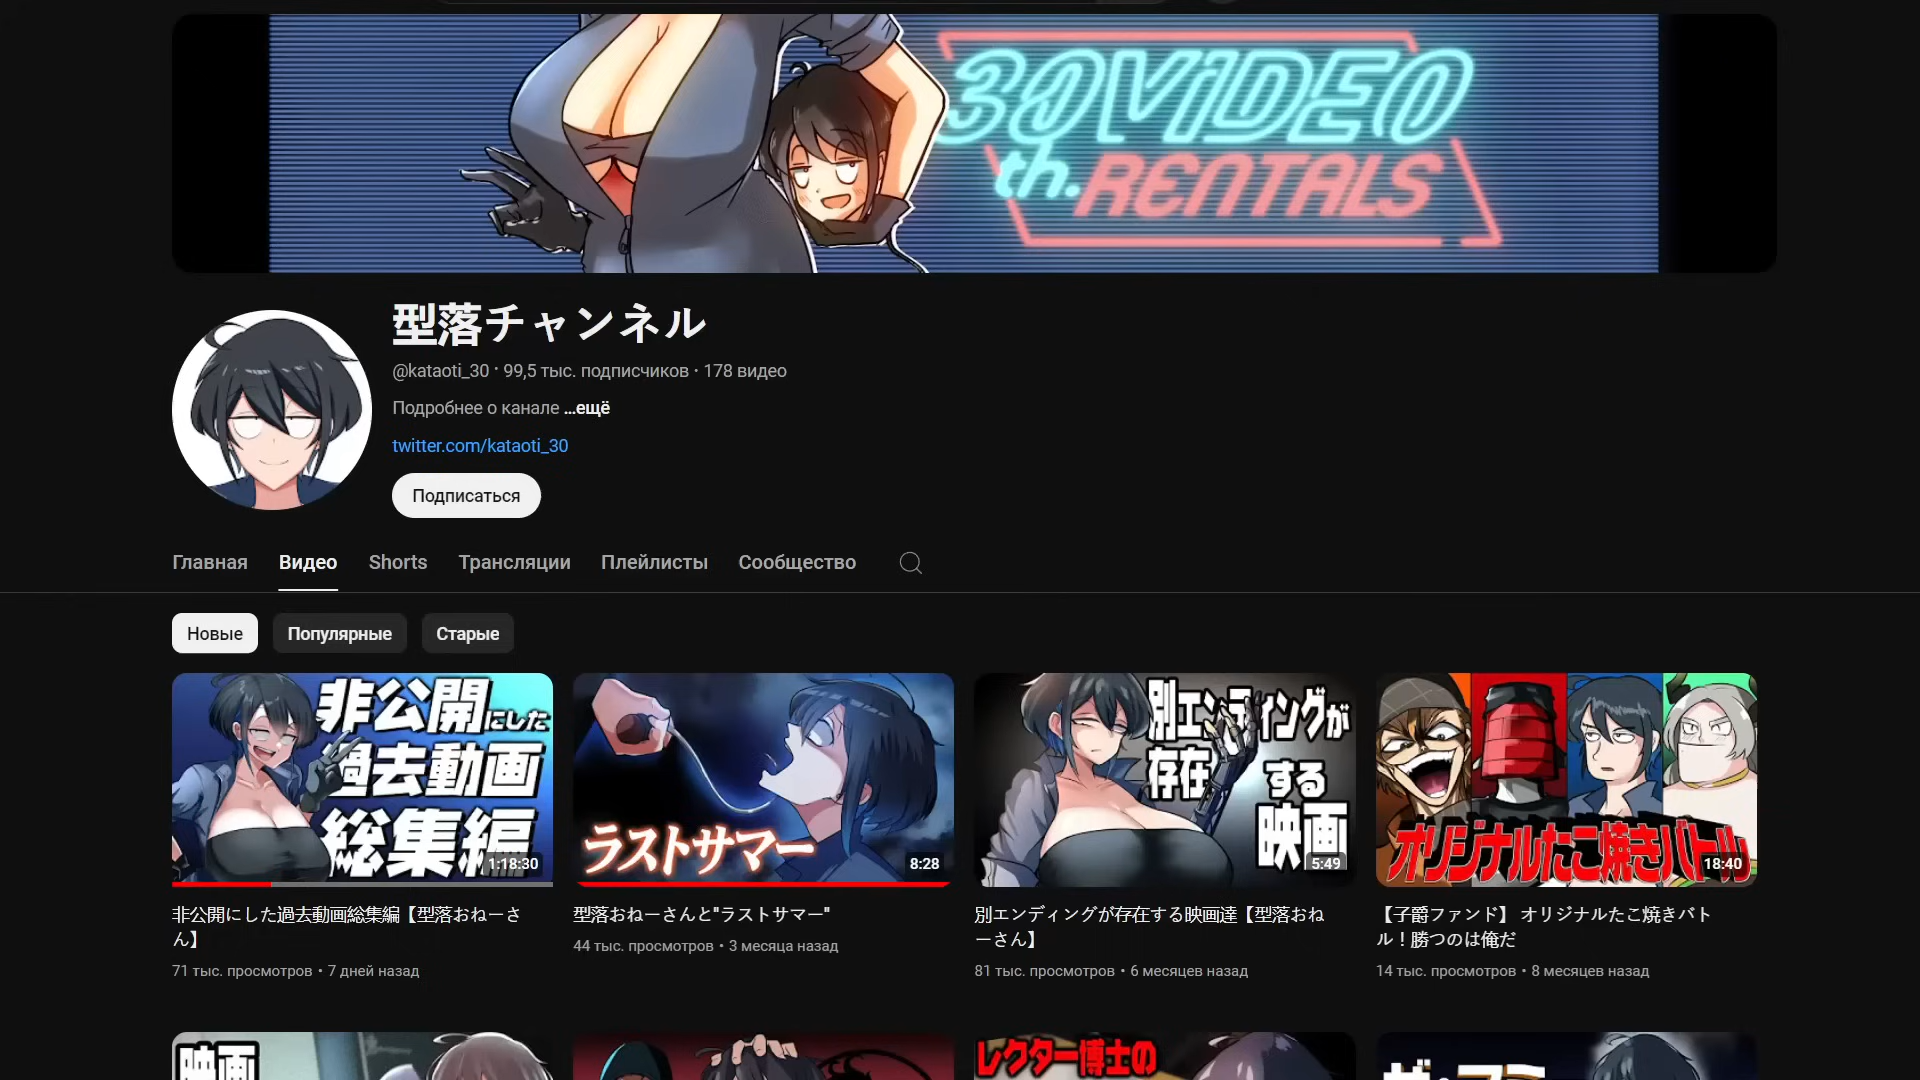 30th. VIDEO
RENTALS
型落チャンネル
@kataoti_30 • 99,5 тыс. подписчиков • 178 видео
Подробнее о канале ...ещё
twitter.com/kataoti_30
Подписаться
Главная Видео Shorts Трансляции Плейлисты Сообщество
Новые Популярные Старые
非公開にした
過去動画
総集編
1:18:30
ラストサマー
8:28
別エンディングが
存在する
映画
5:49
オリジナルたこ焼きバトル
18:40
非公開にした過去動画総集編【型落おねーさ
ん】
71 тыс. просмотров • 7 дней назад
型落おねーさんと"ラストサマー"
44 тыс. просмотров • 3 месяца назад
別エンディングが存在する映画達【型落おね
ーさん】
81 тыс. просмотров • 6 месяцев назад
【子爵ファンド】 オリジナルたこ焼きバト
ル！勝つのは俺だ
14 тыс. просмотров • 8 месяцев назад
映画
レクター博士の